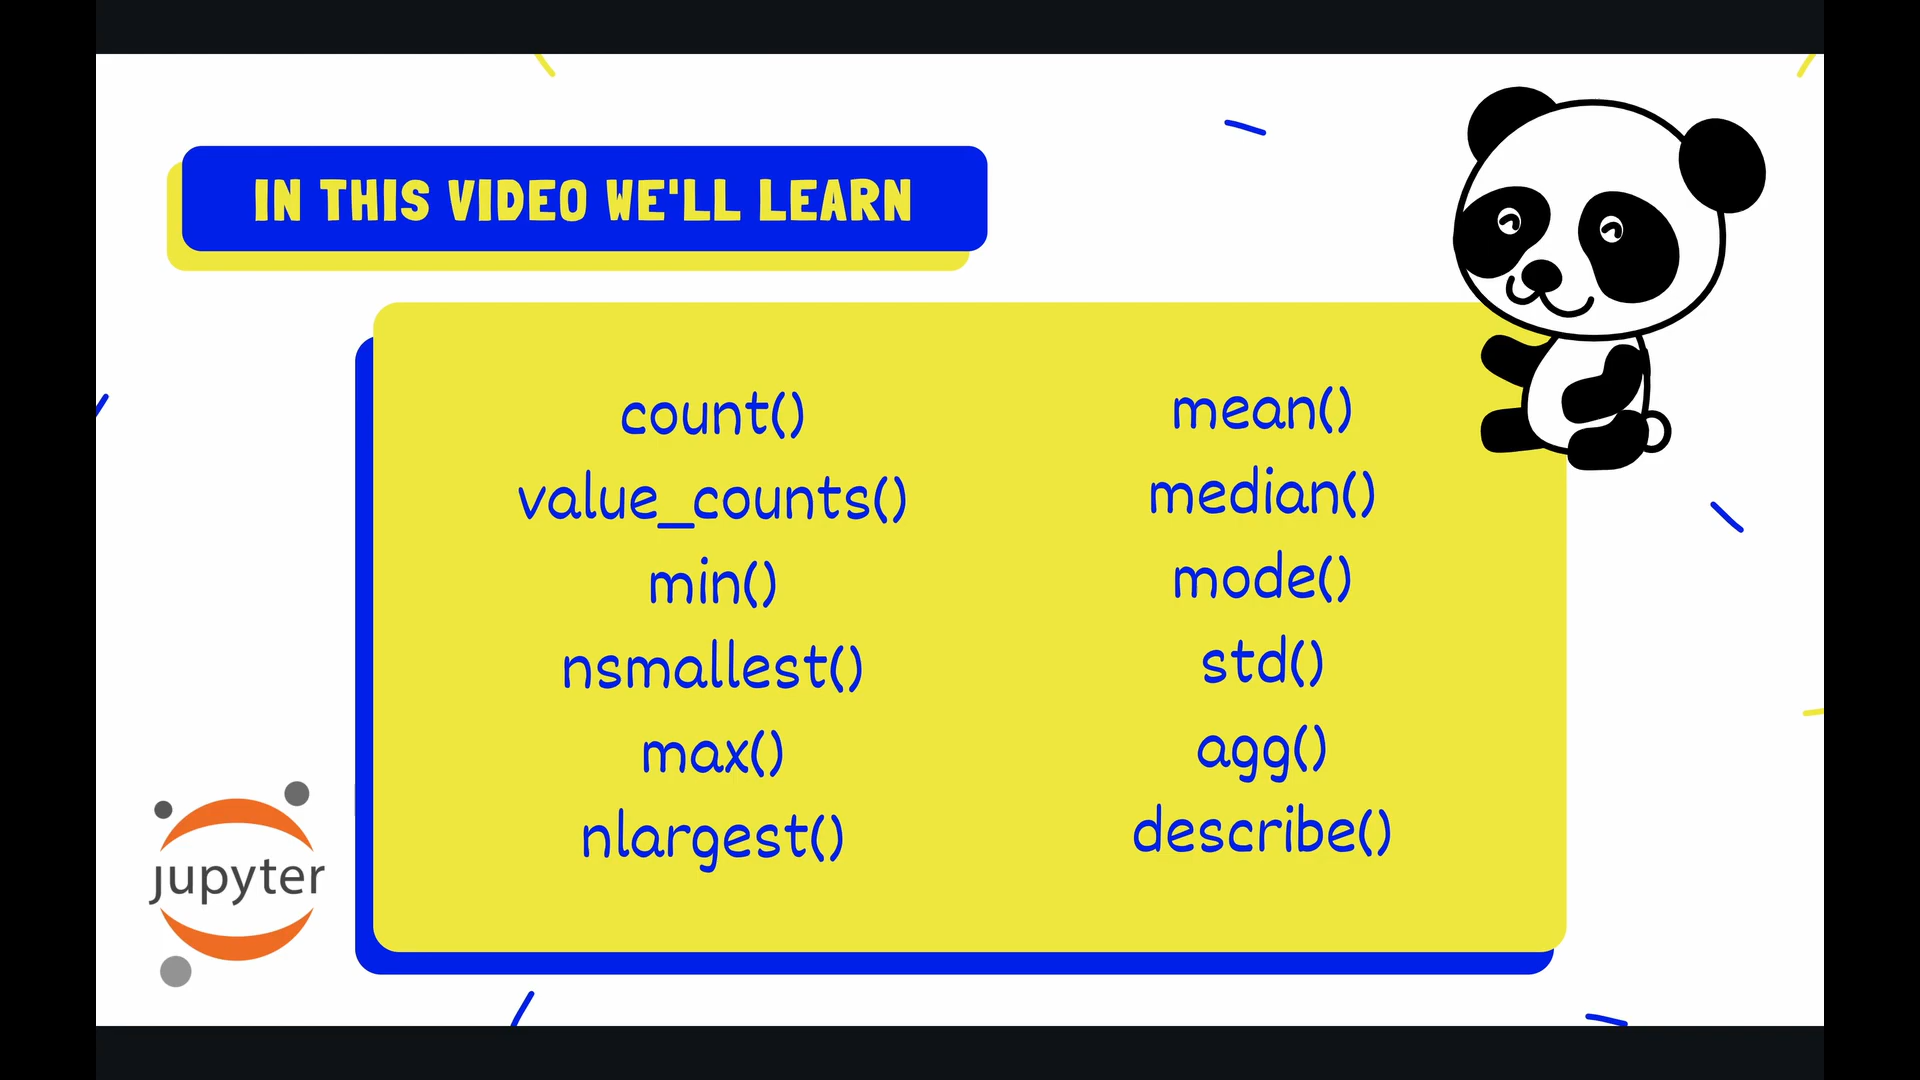 IN THIS VIDEO WE'LL LEARN
count()
value_counts()
min()
nsmallest()
max()
nlargest()
mean()
median()
mode()
std()
agg()
describe()
jupyter